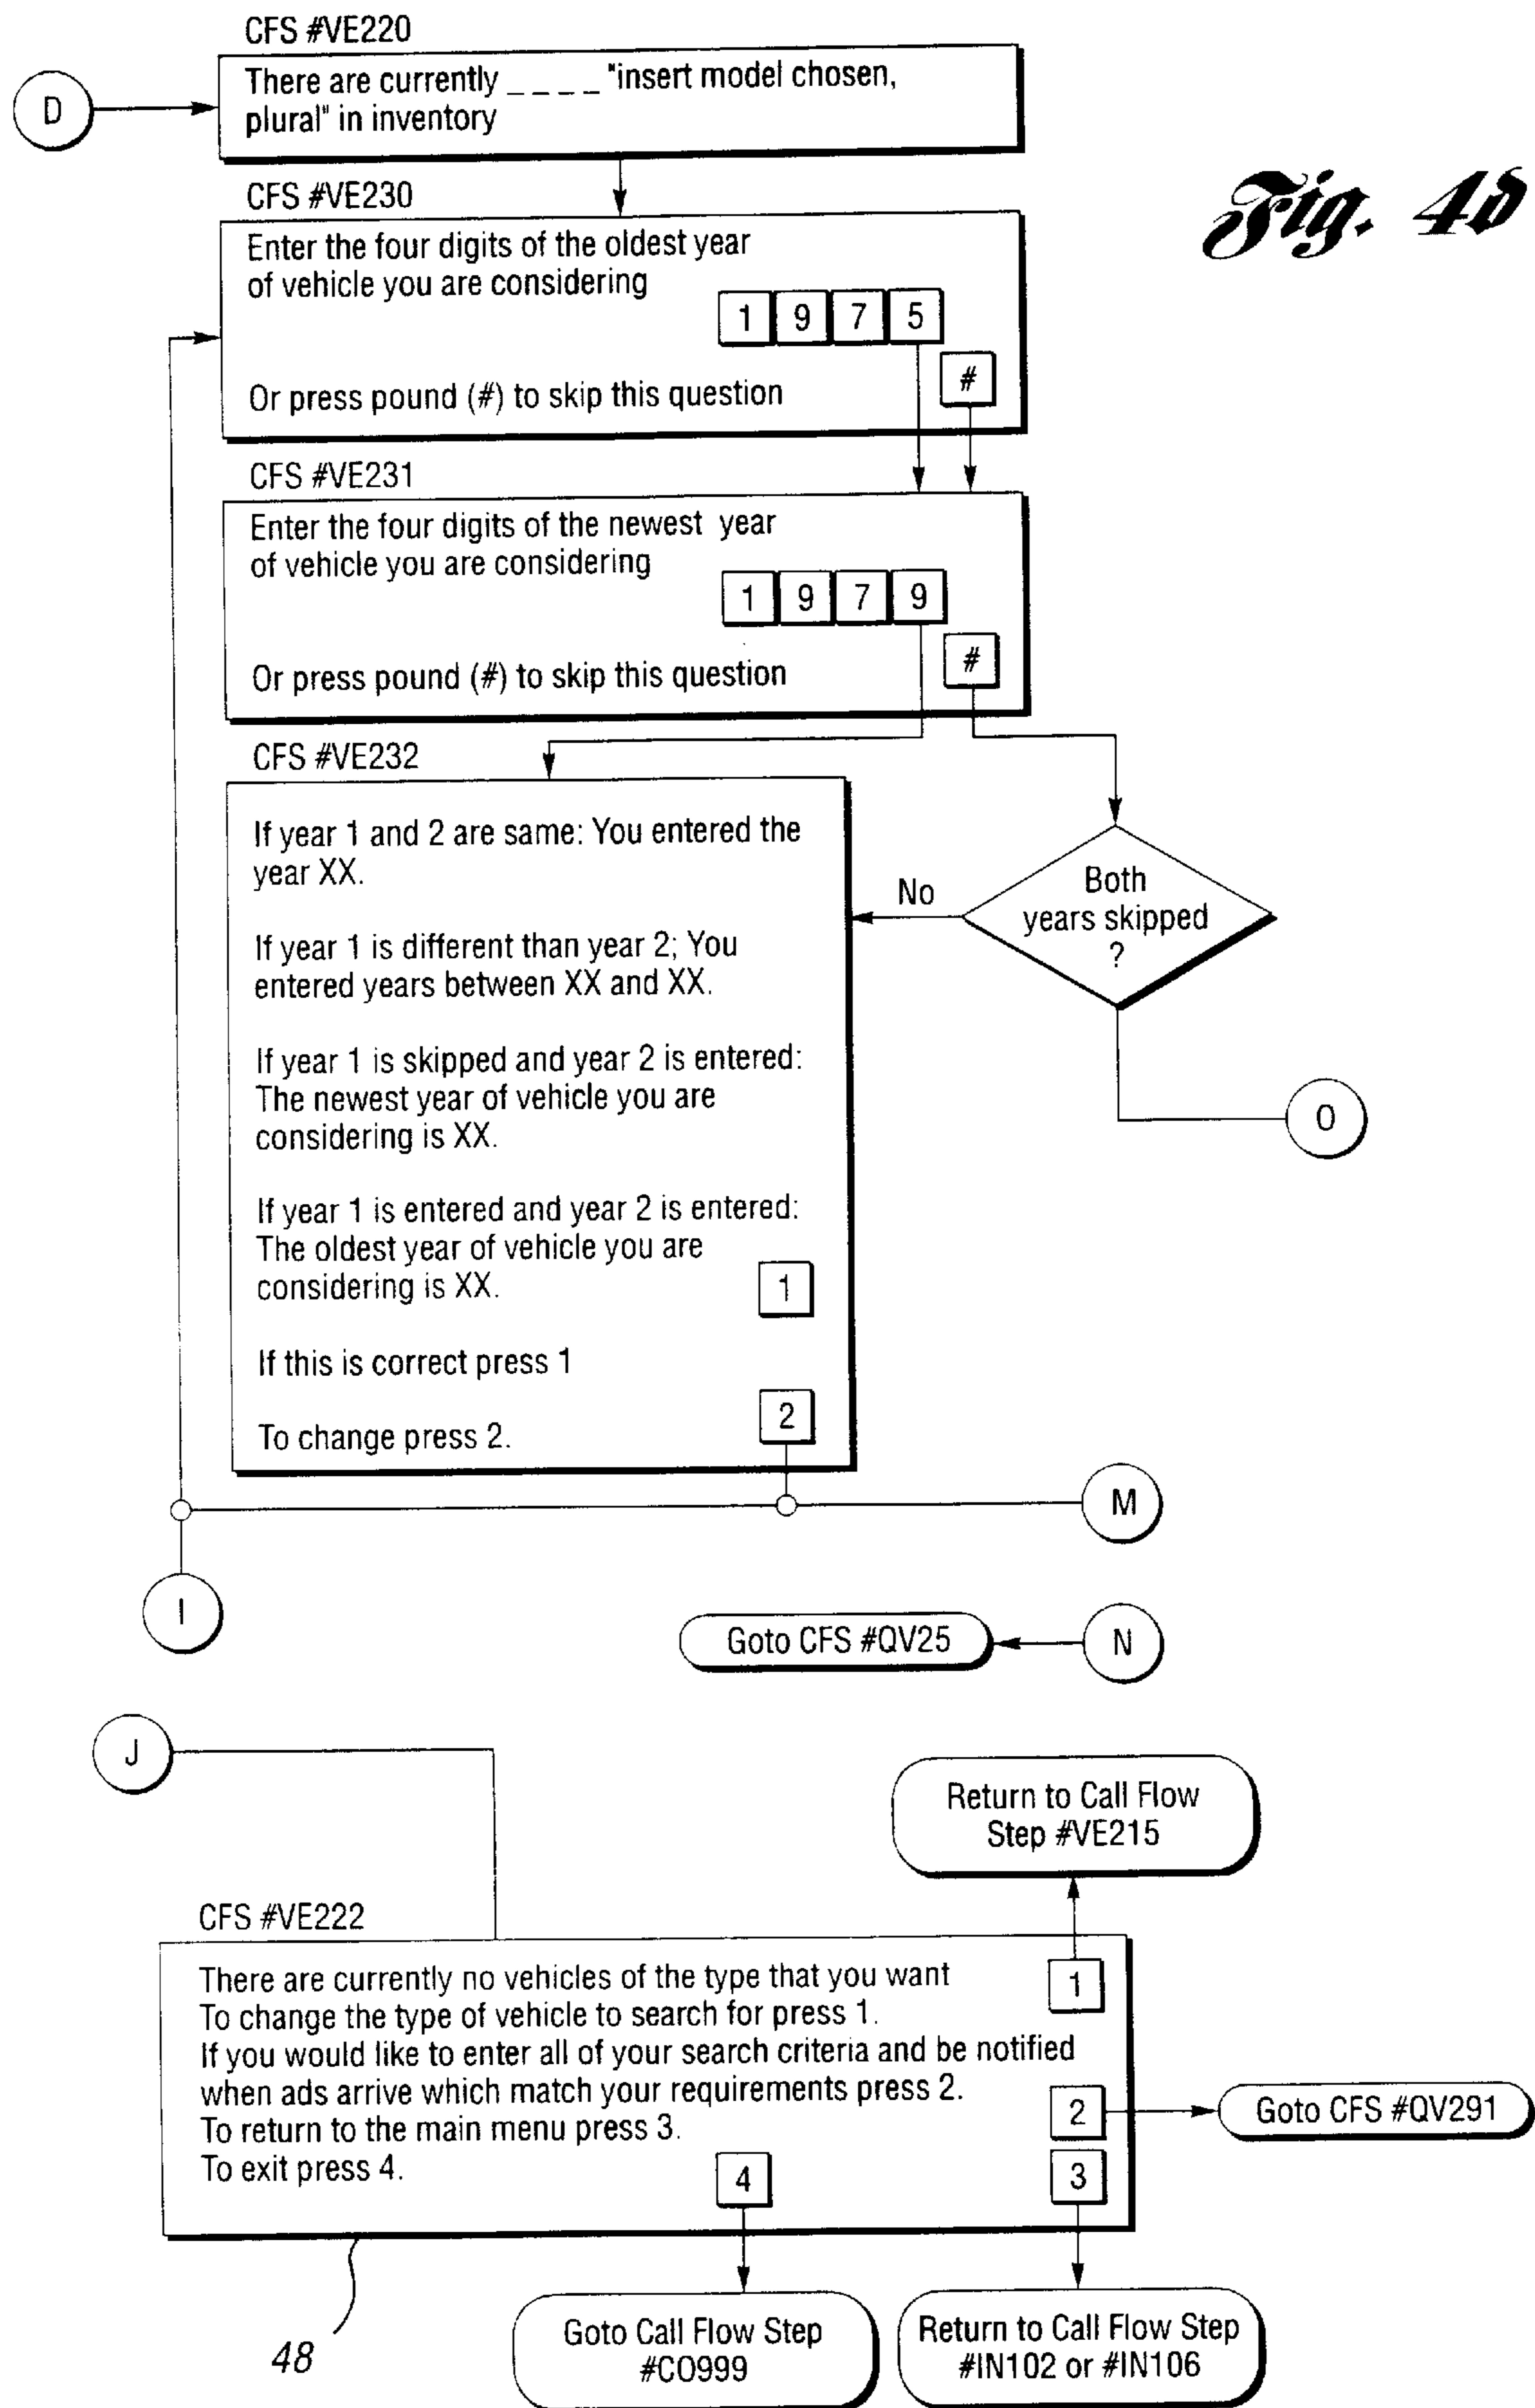 CFS #VE220
D
There are currently _ _ _ _ "insert model chosen,
plural" in inventory
Fig. 4d
CFS #VE230
Enter the four digits of the oldest year
of vehicle you are considering
1 9 7 5
#
Or press pound (#) to skip this question
CFS #VE231
Enter the four digits of the newest year
of vehicle you are considering
1 9 7 9
#
Or press pound (#) to skip this question
CFS #VE232
If year 1 and 2 are same: You entered the
year XX.
If year 1 is different than year 2; You
entered years between XX and XX.
If year 1 is skipped and year 2 is entered:
The newest year of vehicle you are
considering is XX.
If year 1 is entered and year 2 is entered:
The oldest year of vehicle you are
considering is XX.
1
If this is correct press 1
2
To change press 2.
No
Both
years skipped
?
O
M
I
Goto CFS #QV25
N
J
Return to Call Flow
Step #VE215
CFS #VE222
There are currently no vehicles of the type that you want
To change the type of vehicle to search for press 1.
If you would like to enter all of your search criteria and be notified
when ads arrive which match your requirements press 2.
To return to the main menu press 3.
To exit press 4.
1
2
3
4
Goto CFS #QV291
48
Goto Call Flow Step
#CO999
Return to Call Flow Step
#IN102 or #IN106